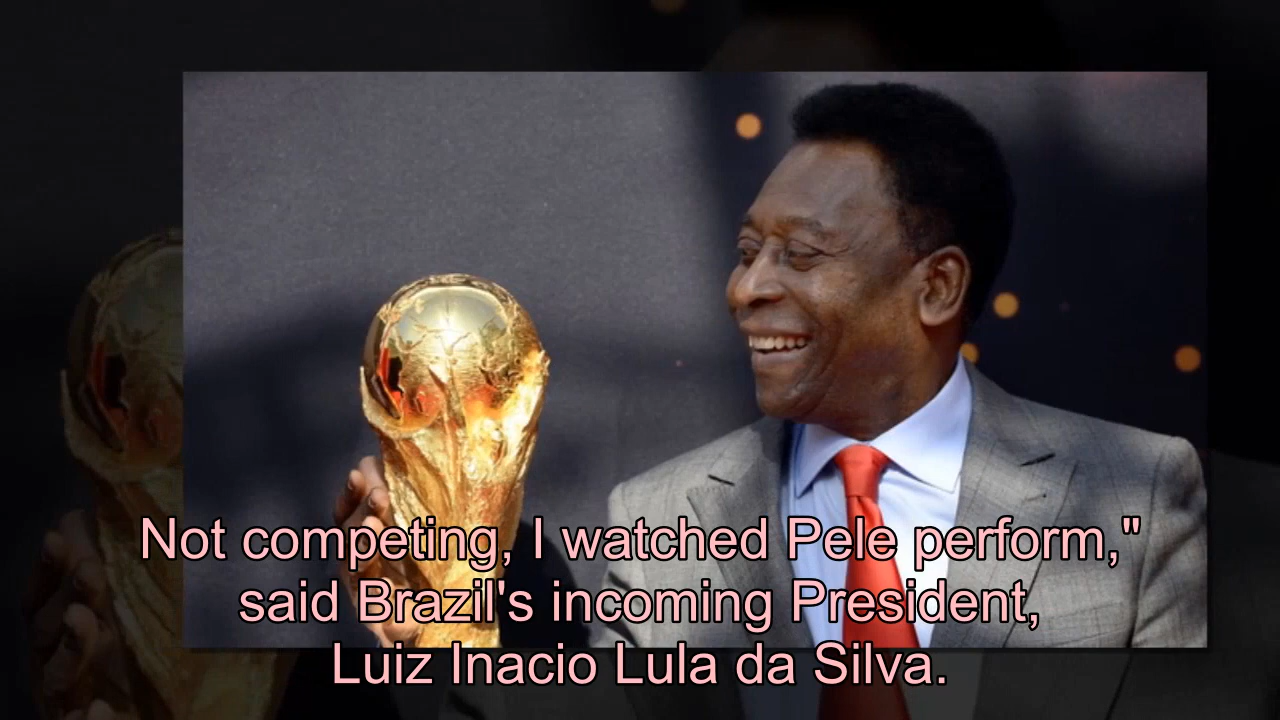 Not competing, I watched Pele perform,"
said Brazil's incoming President,
Luiz Inacio Lula da Silva.